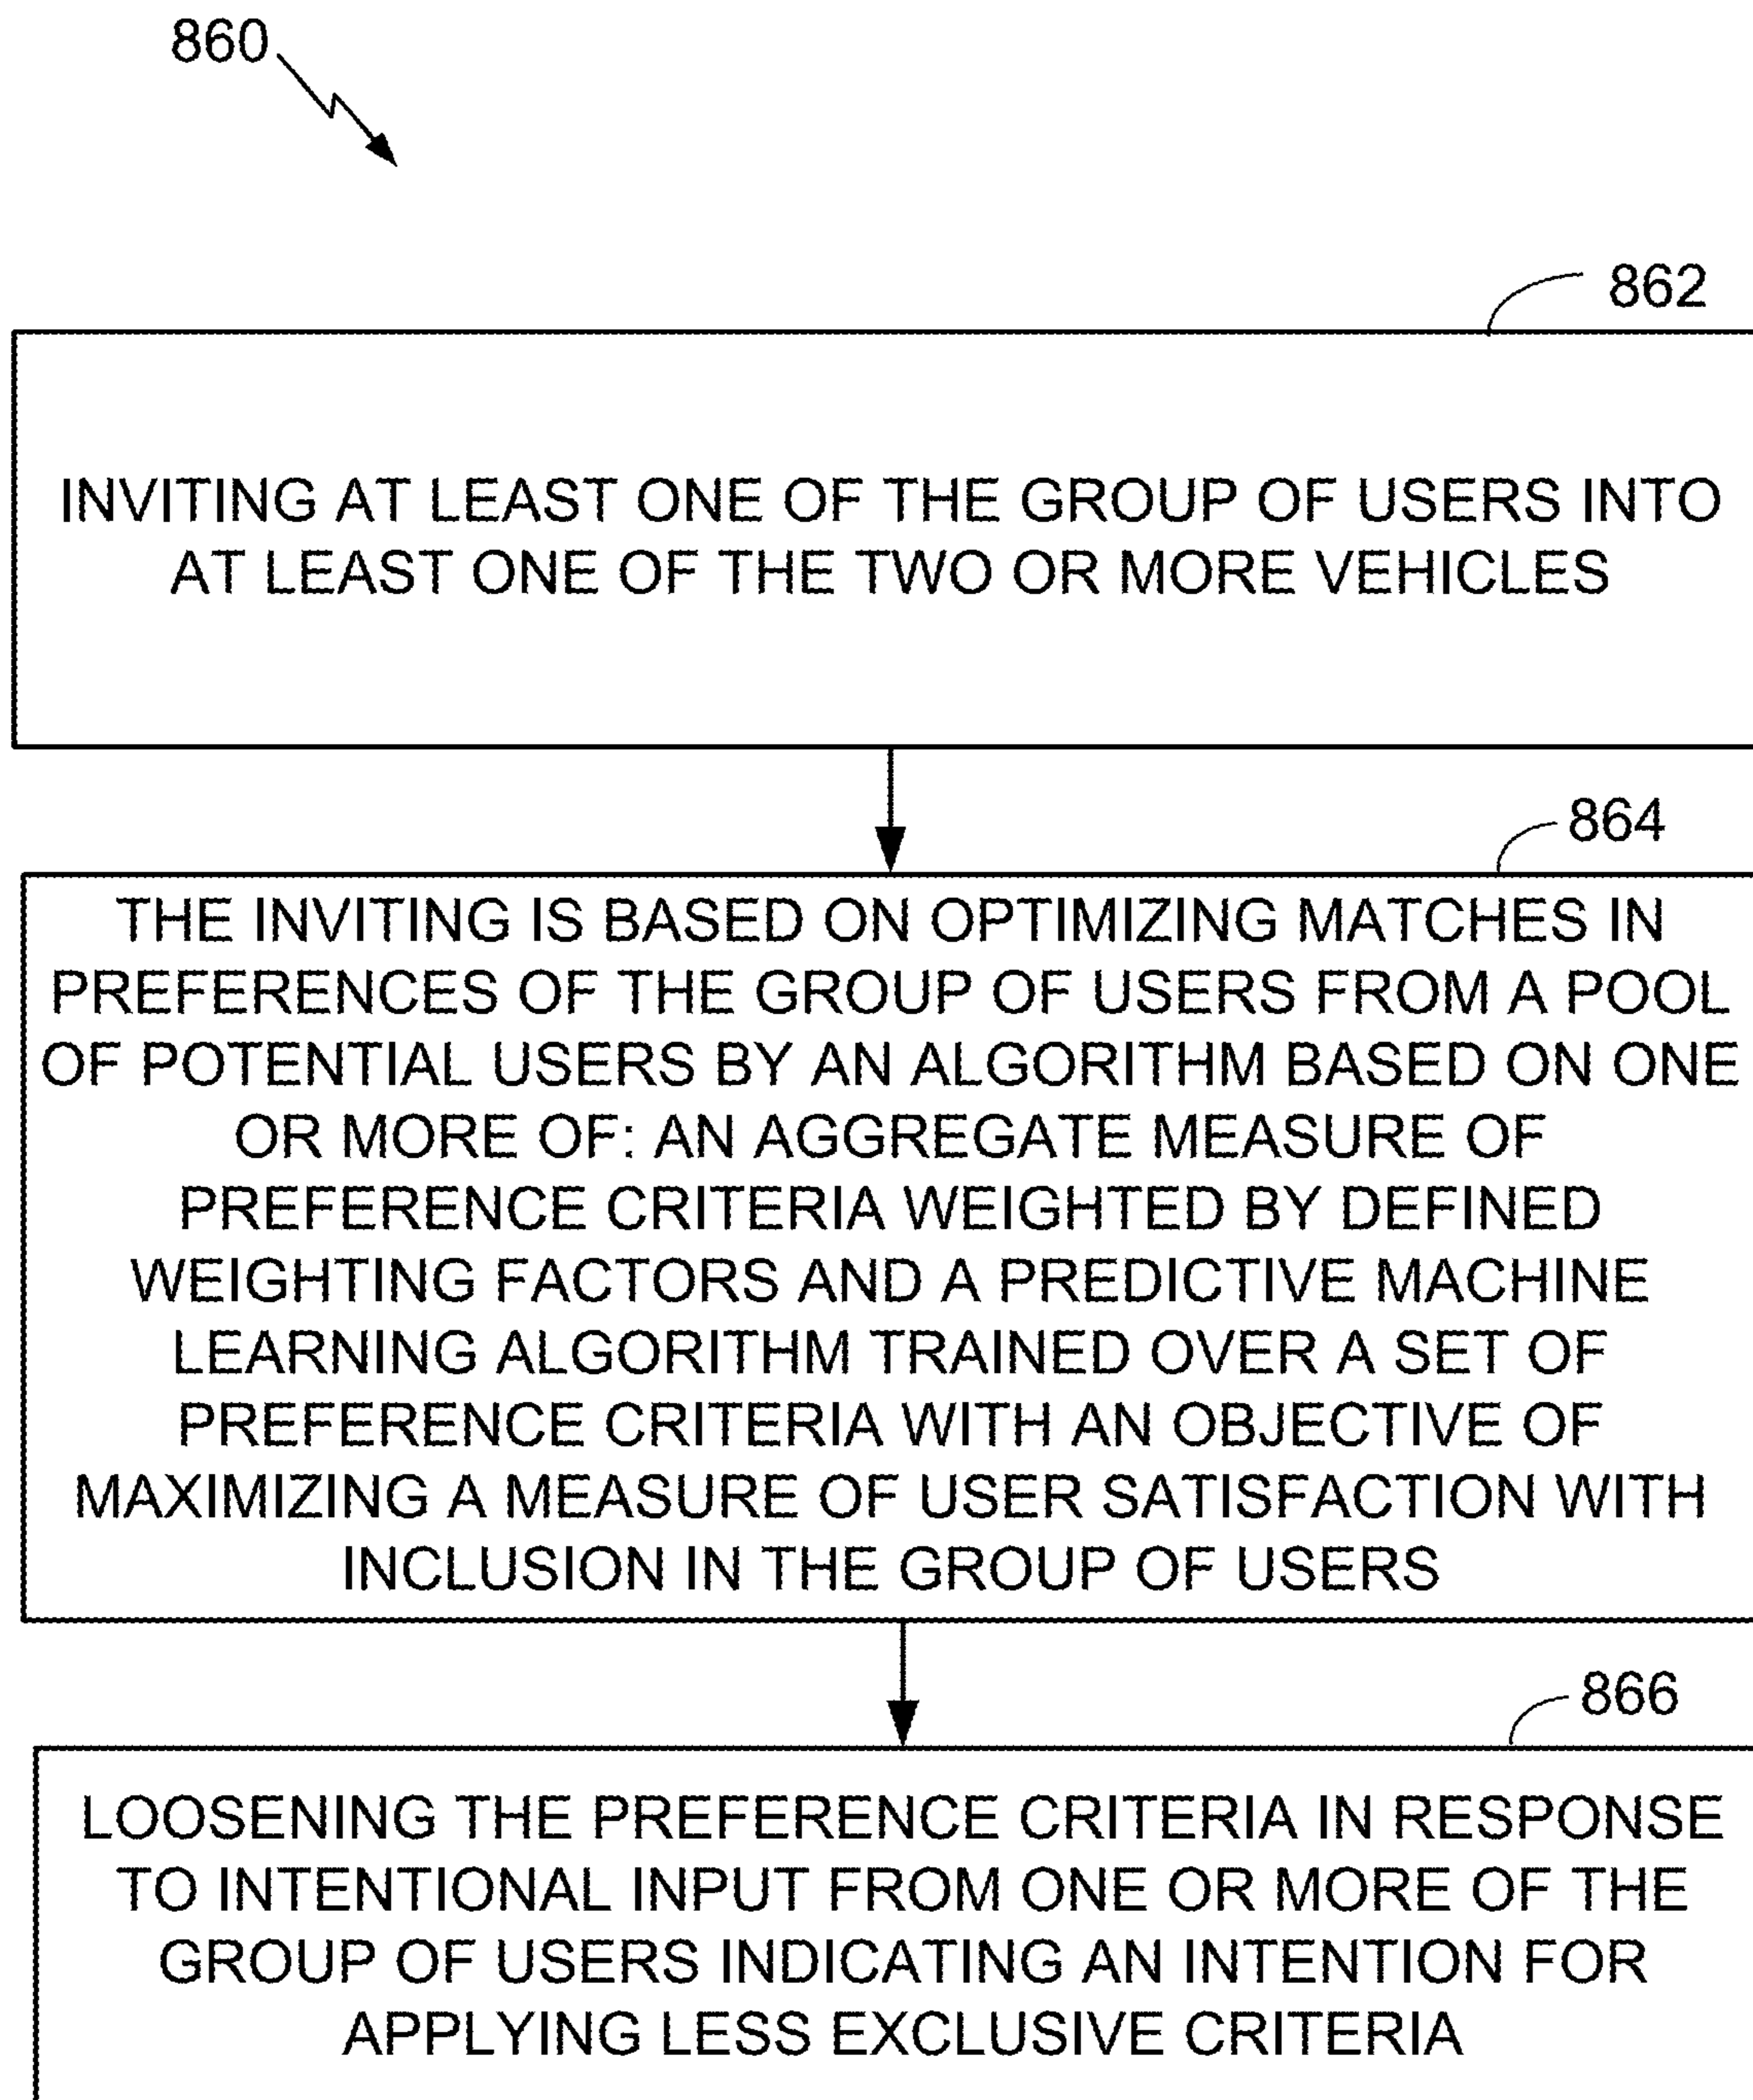 860
862
INVITING AT LEAST ONE OF THE GROUP OF USERS INTO
AT LEAST ONE OF THE TWO OR MORE VEHICLES
864
THE INVITING IS BASED ON OPTIMIZING MATCHES IN
PREFERENCES OF THE GROUP OF USERS FROM A POOL
OF POTENTIAL USERS BY AN ALGORITHM BASED ON ONE
OR MORE OF: AN AGGREGATE MEASURE OF
PREFERENCE CRITERIA WEIGHTED BY DEFINED
WEIGHTING FACTORS AND A PREDICTIVE MACHINE
LEARNING ALGORITHM TRAINED OVER A SET OF
PREFERENCE CRITERIA WITH AN OBJECTIVE OF
MAXIMIZING A MEASURE OF USER SATISFACTION WITH
INCLUSION IN THE GROUP OF USERS
866
LOOSENING THE PREFERENCE CRITERIA IN RESPONSE
TO INTENTIONAL INPUT FROM ONE OR MORE OF THE
GROUP OF USERS INDICATING AN INTENTION FOR
APPLYING LESS EXCLUSIVE CRITERIA